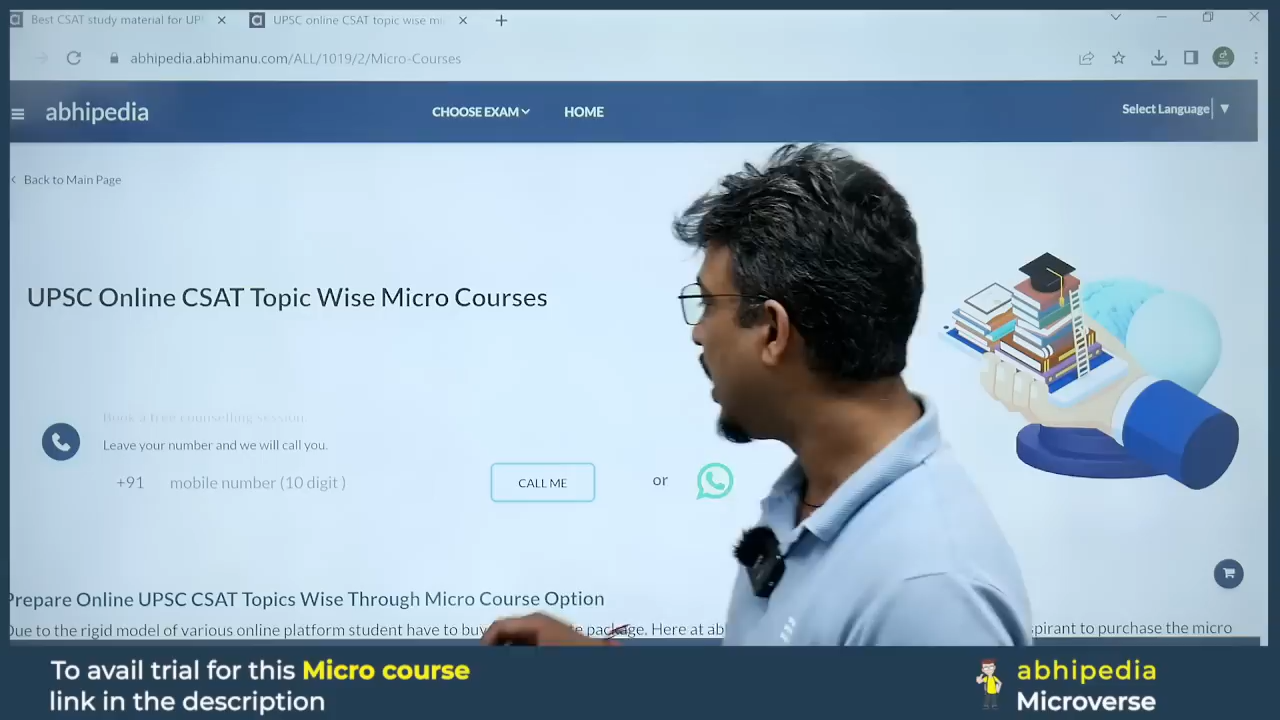 Best CSAT study material for UP
UPSC online CSAT topic wise mi
abhipedia.abhimanu.com/ALL/1019/2/Micro-Courses
abhipedia
CHOOSE EXAM
HOME
Select Language
Back to Main Page
UPSC Online CSAT Topic Wise Micro Courses
Book a free counselling session
Leave your number and we will call you.
+91 mobile number (10 digit )
CALL ME
or
Prepare Online UPSC CSAT Topics Wise Through Micro Course Option
Due to the rigid model of various online platform student have to buy package. Here at ab spirant to purchase the micro
To avail trial for this Micro course
link in the description
abhipedia
Microverse